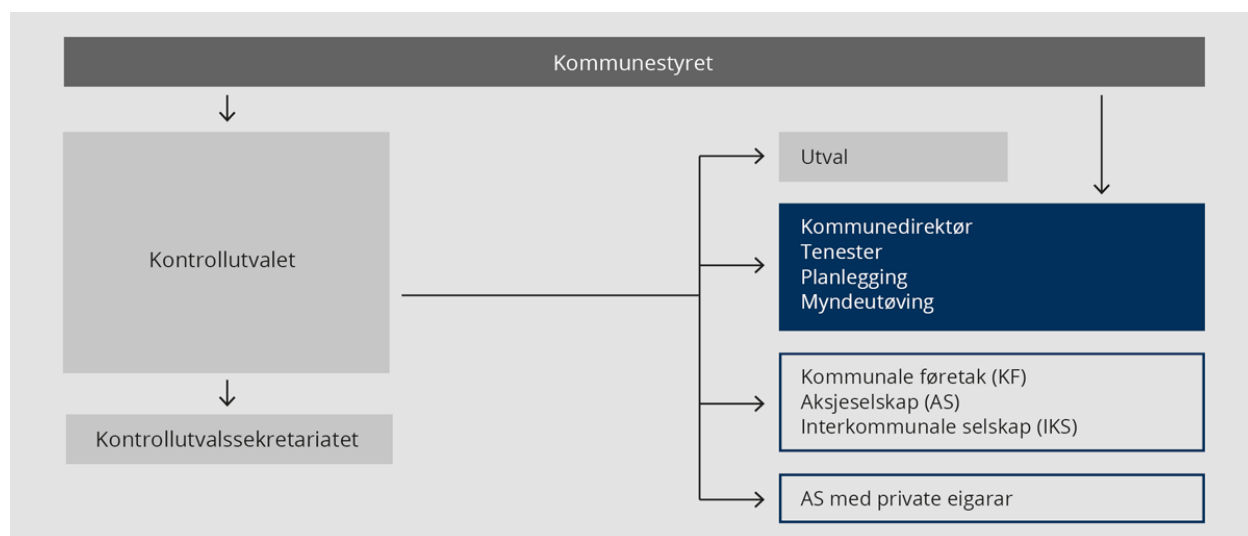 Kommunestyret
Kontrollutvalet
Kontrollutvalssekretariatet
Utval
Kommunedirektør
Tenester
Planlegging
Myndeutøving
Kommunale føretak (KF)
Aksjeselskap (AS)
Interkommunale selskap (IKS)
AS med private eigarar